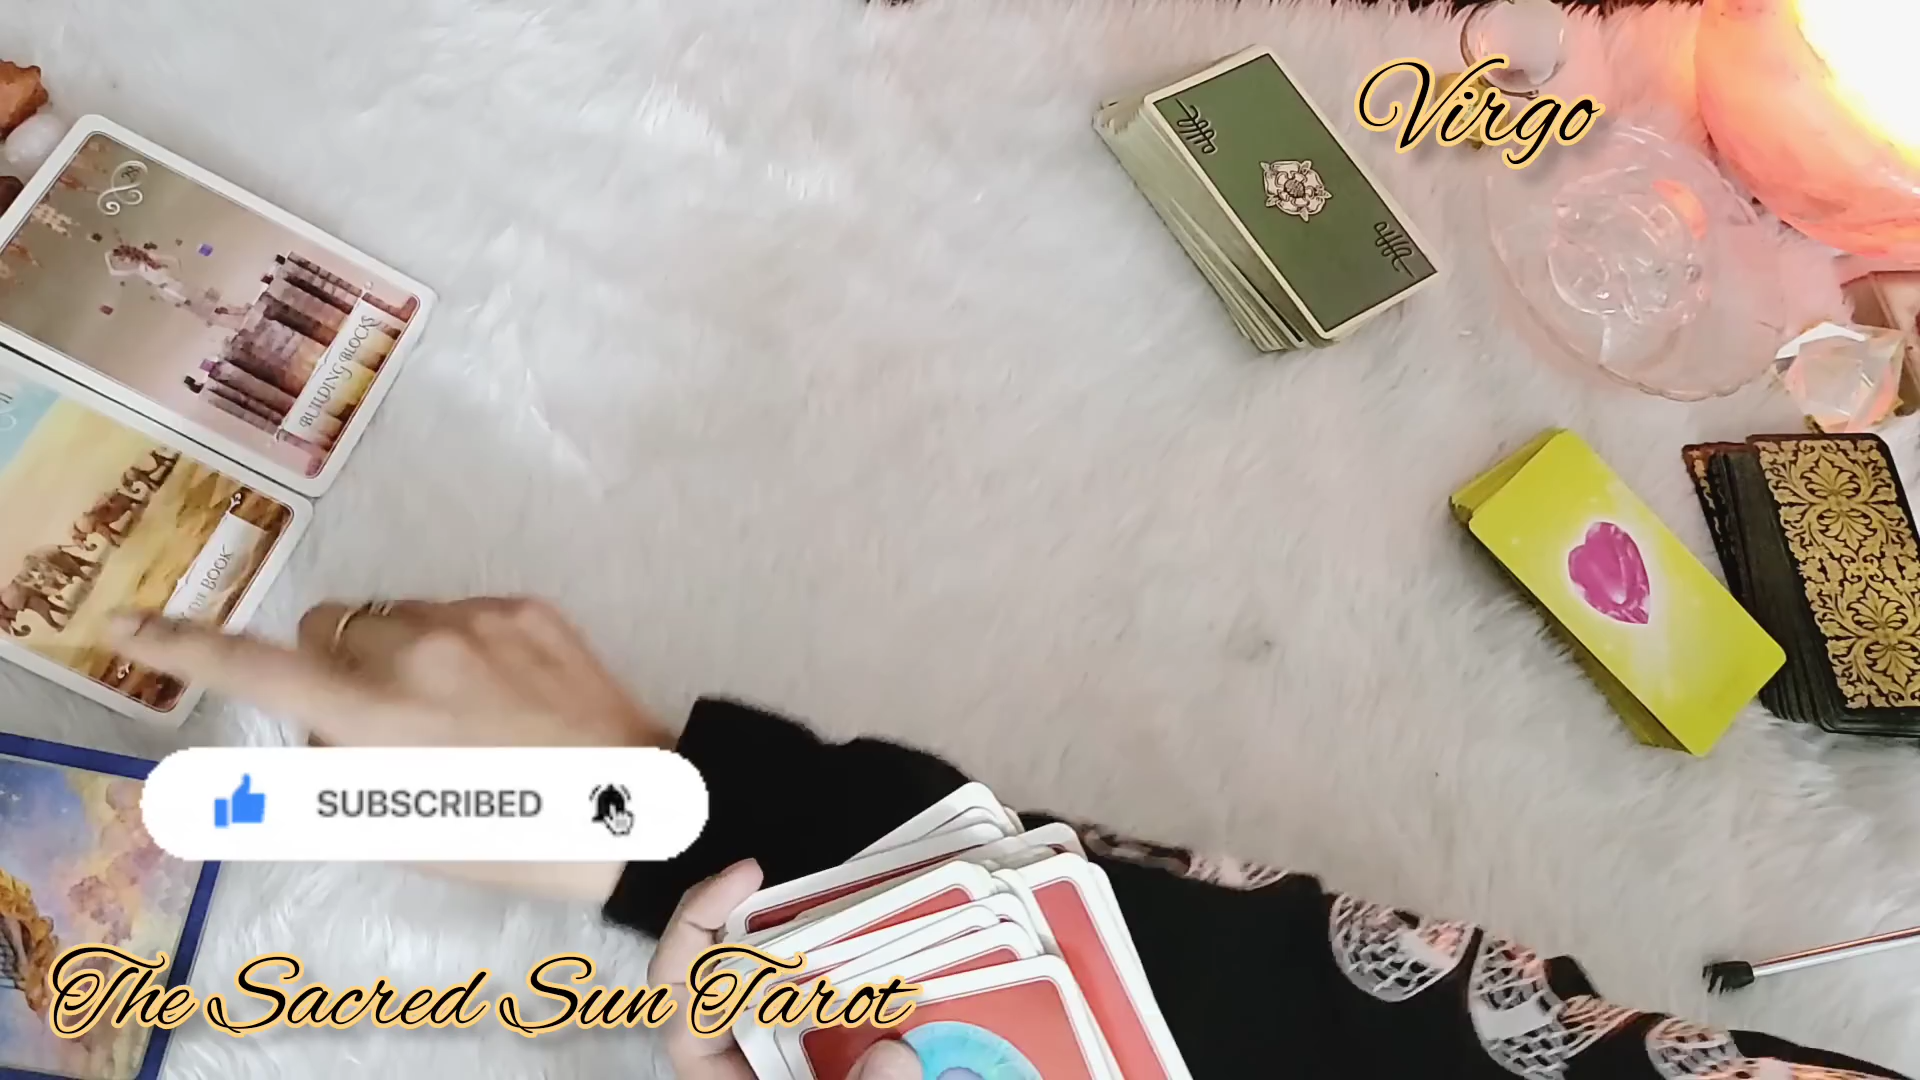 Virgo
BUILDING BLOCKS
BOOK
SUBSCRIBED
The Sacred Sun Tarot